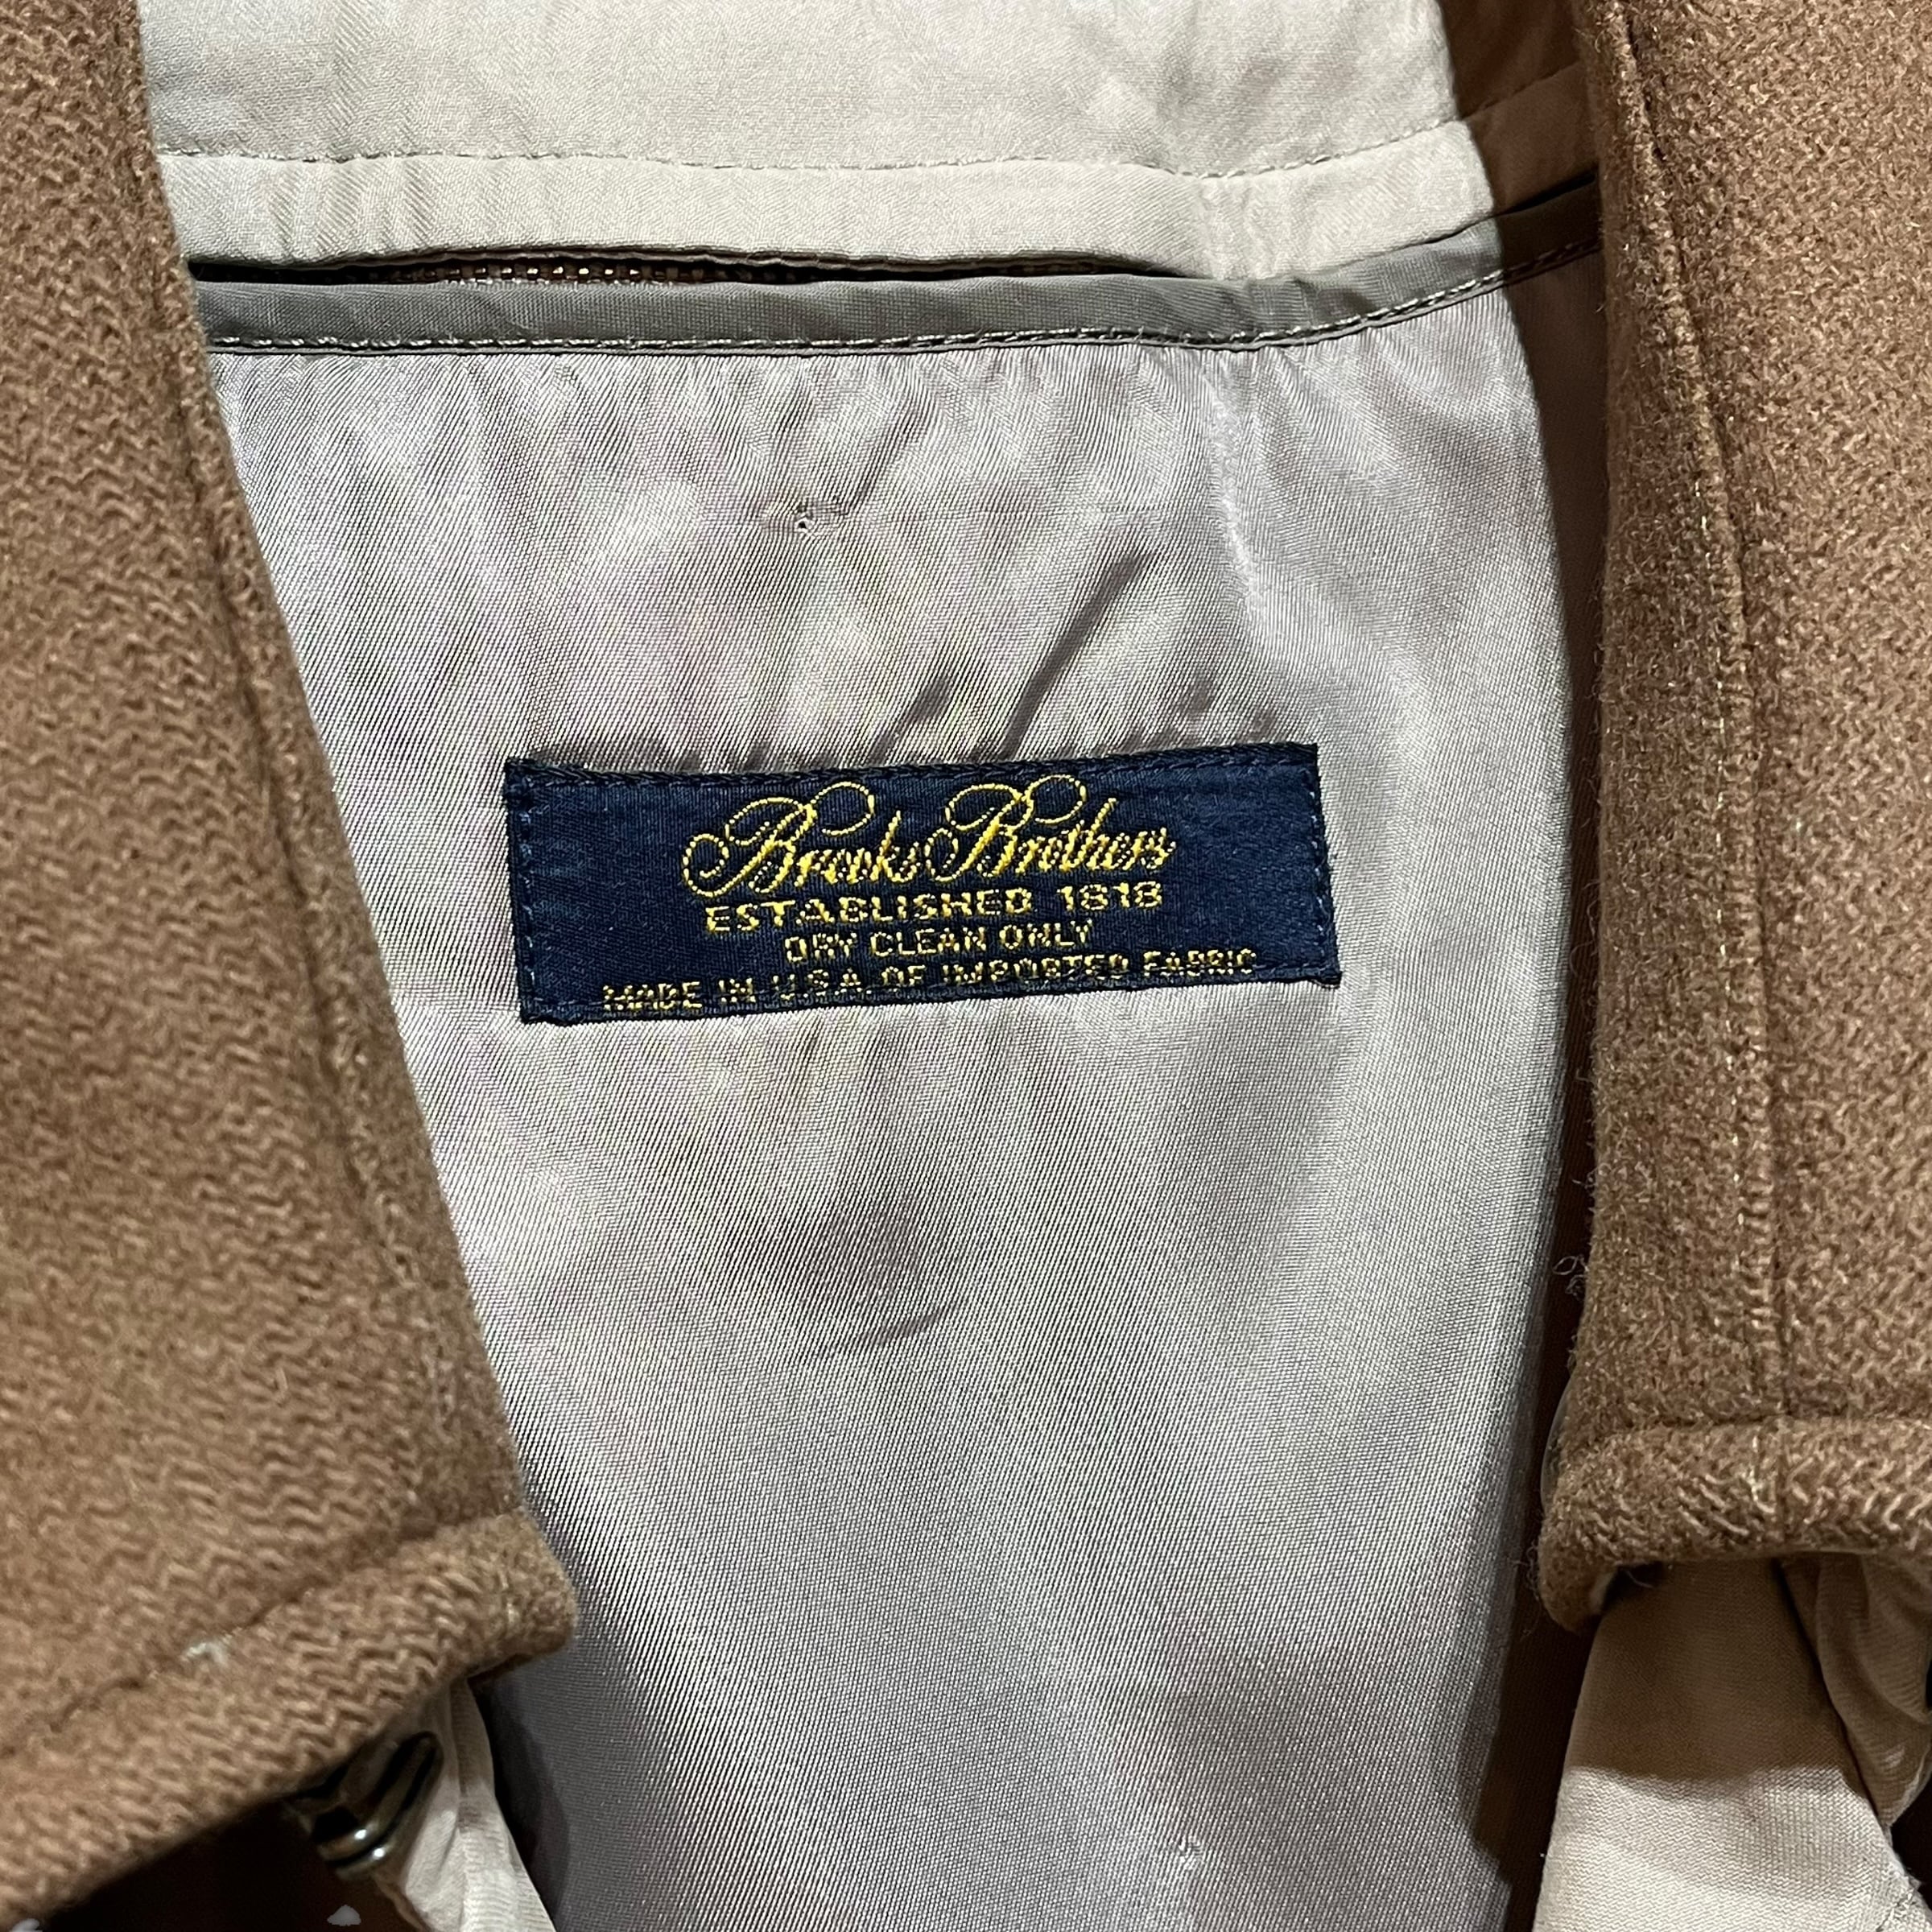 Brooks Brothers
ESTABLISHED 1818
DRY CLEAN ONLY
MADE IN U.S.A. OF IMPORTED FABRIC